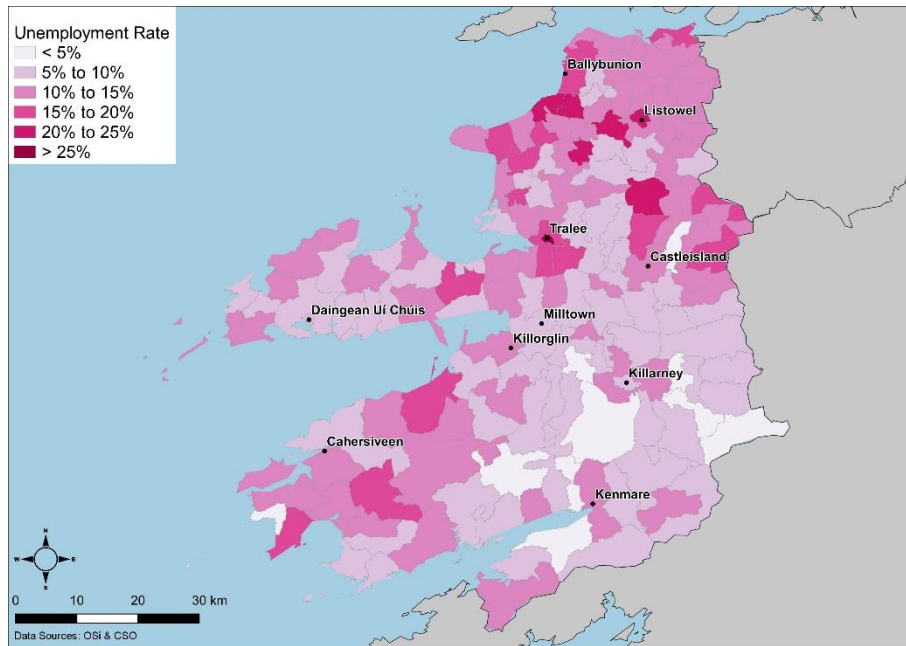 Unemployment Rate
< 5%
5% to 10%
10% to 15%
15% to 20%
20% to 25%
> 25%
Ballybunion
Listowel
Tralee
Castleisland
Daingean Uí Chúis
Milltown
Killorglin
Killarney
Cahersiveen
Kenmare
N
W E
S
0 10 20 30 km
Data Sources: OSi & CSO